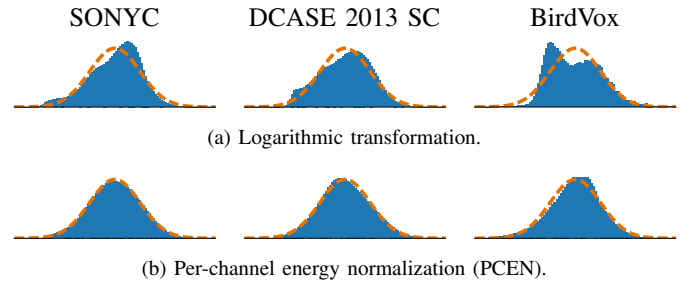 SONYC DCASE 2013 SC BirdVox
(a) Logarithmic transformation.
(b) Per-channel energy normalization (PCEN).